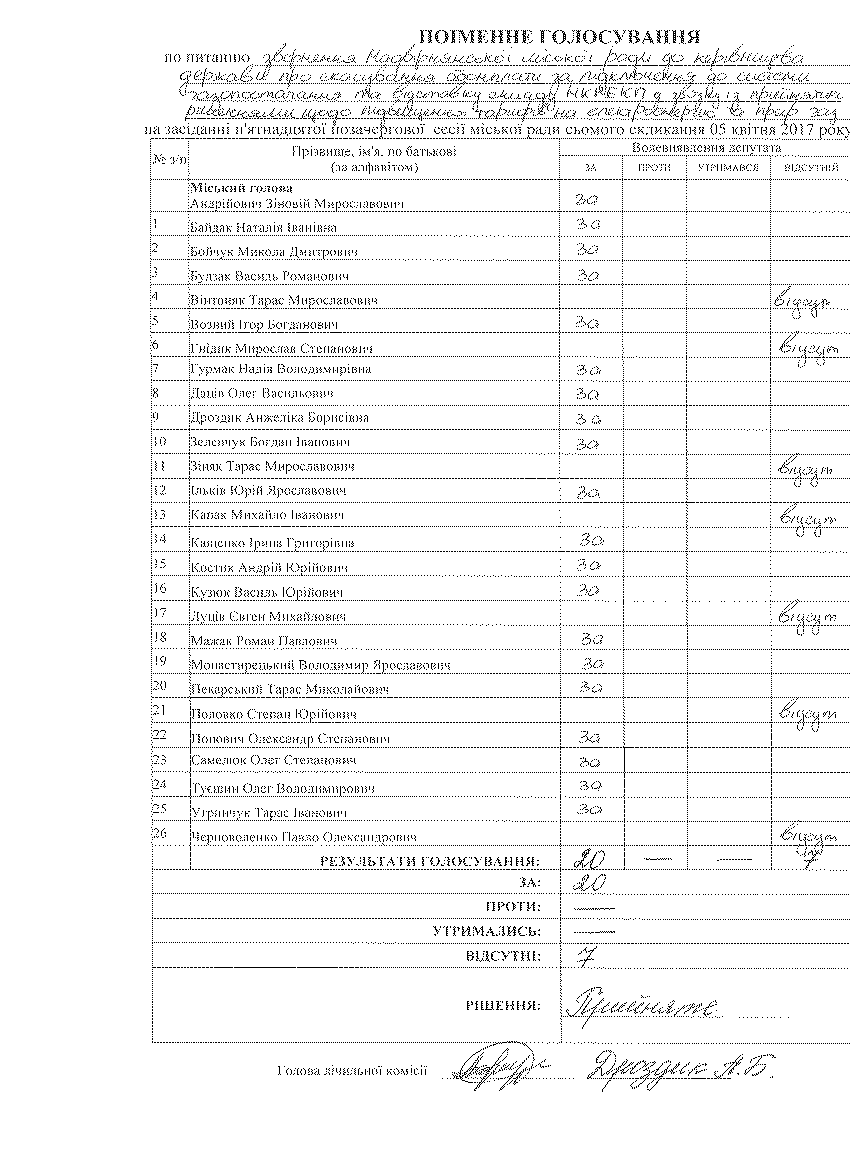 ПОІМЕННЕ ГОЛОСУВАННЯ
по питанню звернення Надвірнянської міської ради до керівництва
держави про скасування абонплати за підключення до системи
газопостачання та відставку складу НКРЕКП у зв'язку із прийняттям
рішеннями щодо підвищення тарифів на електроенергію і прир газ
на засіданні п'ятнадцятої позачергової сесії міської ради сьомого скликання 05 квітня 2017 року
№ з/п Прізвище, ім'я, по батькові Волевиявлення депутата
(за алфавітом) ЗА ПРОТИ УТРИМАВСЯ ВІДСУТНІЙ
Міський голова
Андрійович Зіновій Мирославович За
1 Байдак Наталія Іванівна За
2 Бойчук Микола Дмитрович За
3 Будзак Василь Романович За
4 Вінтоняк Тарас Мирославович відсут
5 Возний Ігор Богданович За
6 Гнідик Мирослав Степанович відсут
7 Гурмак Надія Володимирівна За
8 Даців Олег Васильович За
9 Дроздик Анжеліка Борисівна За
10 Зеленчук Богдан Іванович За
11 Зіняк Тарас Мирославович відсут
12 Ільків Юрій Ярославович За
13 Капак Михайло Іванович відсут
14 Кащенко Ірина Григорівна За
15 Костик Андрій Юрійович За
16 Кузюк Василь Юрійович За
17 Луців Євген Михайлович відсут
18 Мажак Роман Павлович За
19 Монастирецький Володимир Ярославович За
20 Пекарський Тарас Миколайович За
21 Половко Степан Юрійович відсут
22 Попович Олександр Степанович За
23 Самелюк Олег Степанович За
24 Туєшин Олег Володимирович За
25 Угрянчук Тарас Іванович За
26 Черноволенко Павло Олександрович відсут
РЕЗУЛЬТАТИ ГОЛОСУВАННЯ: 20 — — 7
ЗА: 20
ПРОТИ: —
УТРИМАЛИСЬ: —
ВІДСУТНІ: 7
РІШЕННЯ: Прийняте
Голова лічильної комісії Дроздик А.Б.